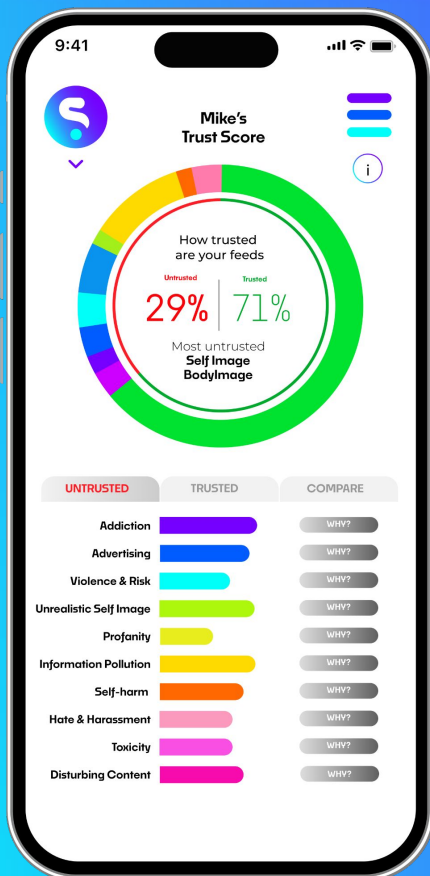 9:41
Mike's
Trust Score
i
How trusted
are your feeds
Untrusted
Trusted
29%
71%
Most untrusted
Self Image
BodyImage
UNTRUSTED
TRUSTED
COMPARE
Addiction
WHY?
Advertising
WHY?
Violence & Risk
WHY?
Unrealistic Self Image
WHY?
Profanity
WHY?
Information Pollution
WHY?
Self-harm
WHY?
Hate & Harassment
WHY?
Toxicity
WHY?
Disturbing Content
WHY?